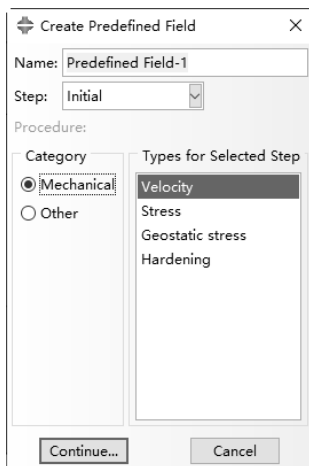 Create Predefined Field
Name: Predefined Field-1
Step: Initial
Procedure:
Category
Mechanical
Other
Types for Selected Step
Velocity
Stress
Geostatic stress
Hardening
Continue... Cancel